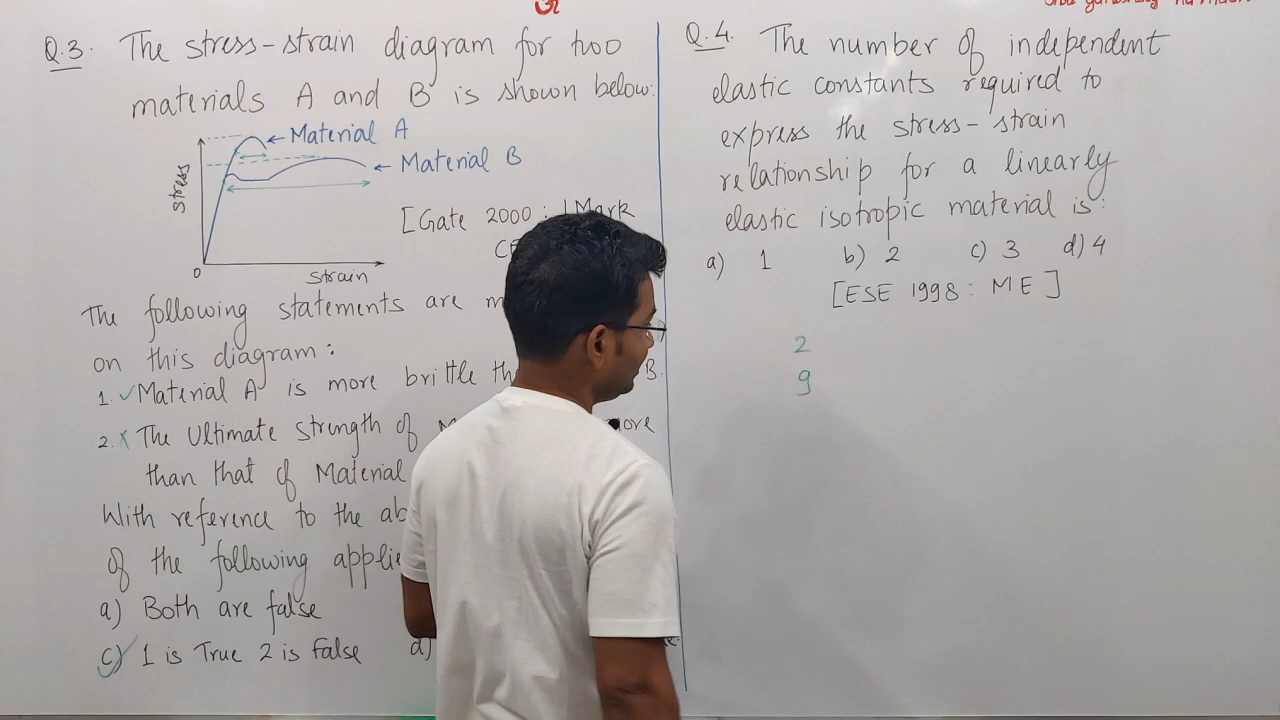 Q.3. The stress-strain diagram for two
materials A and B is shown below:
Material A
Material B
stress
strain
0
[Gate 2000: 1 Mark
The following statements are
on this diagram:
1. ✓ Material A is more brittle B.
2. x The Ultimate strength of more
than that of Material
With reference to the
of the following
a) Both are false
c) 1 is True 2 is false d)
Q.4. The number of independent
elastic constants required to
express the stress-strain
relationship for a linearly
elastic isotropic material is:
a) 1 b) 2 c) 3 d) 4
[ESE 1998: ME]
2
9